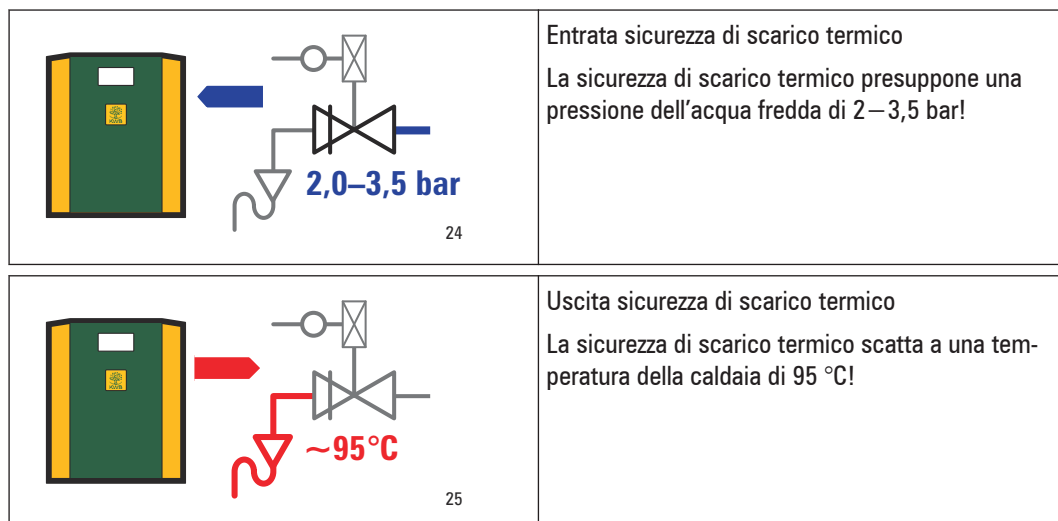 Entrata sicurezza di scarico termico
La sicurezza di scarico termico presuppone una
pressione dell'acqua fredda di 2–3,5 bar!
2,0–3,5 bar
24
Uscita sicurezza di scarico termico
La sicurezza di scarico termico scatta a una tem-
peratura della caldaia di 95 °C!
~95°C
25